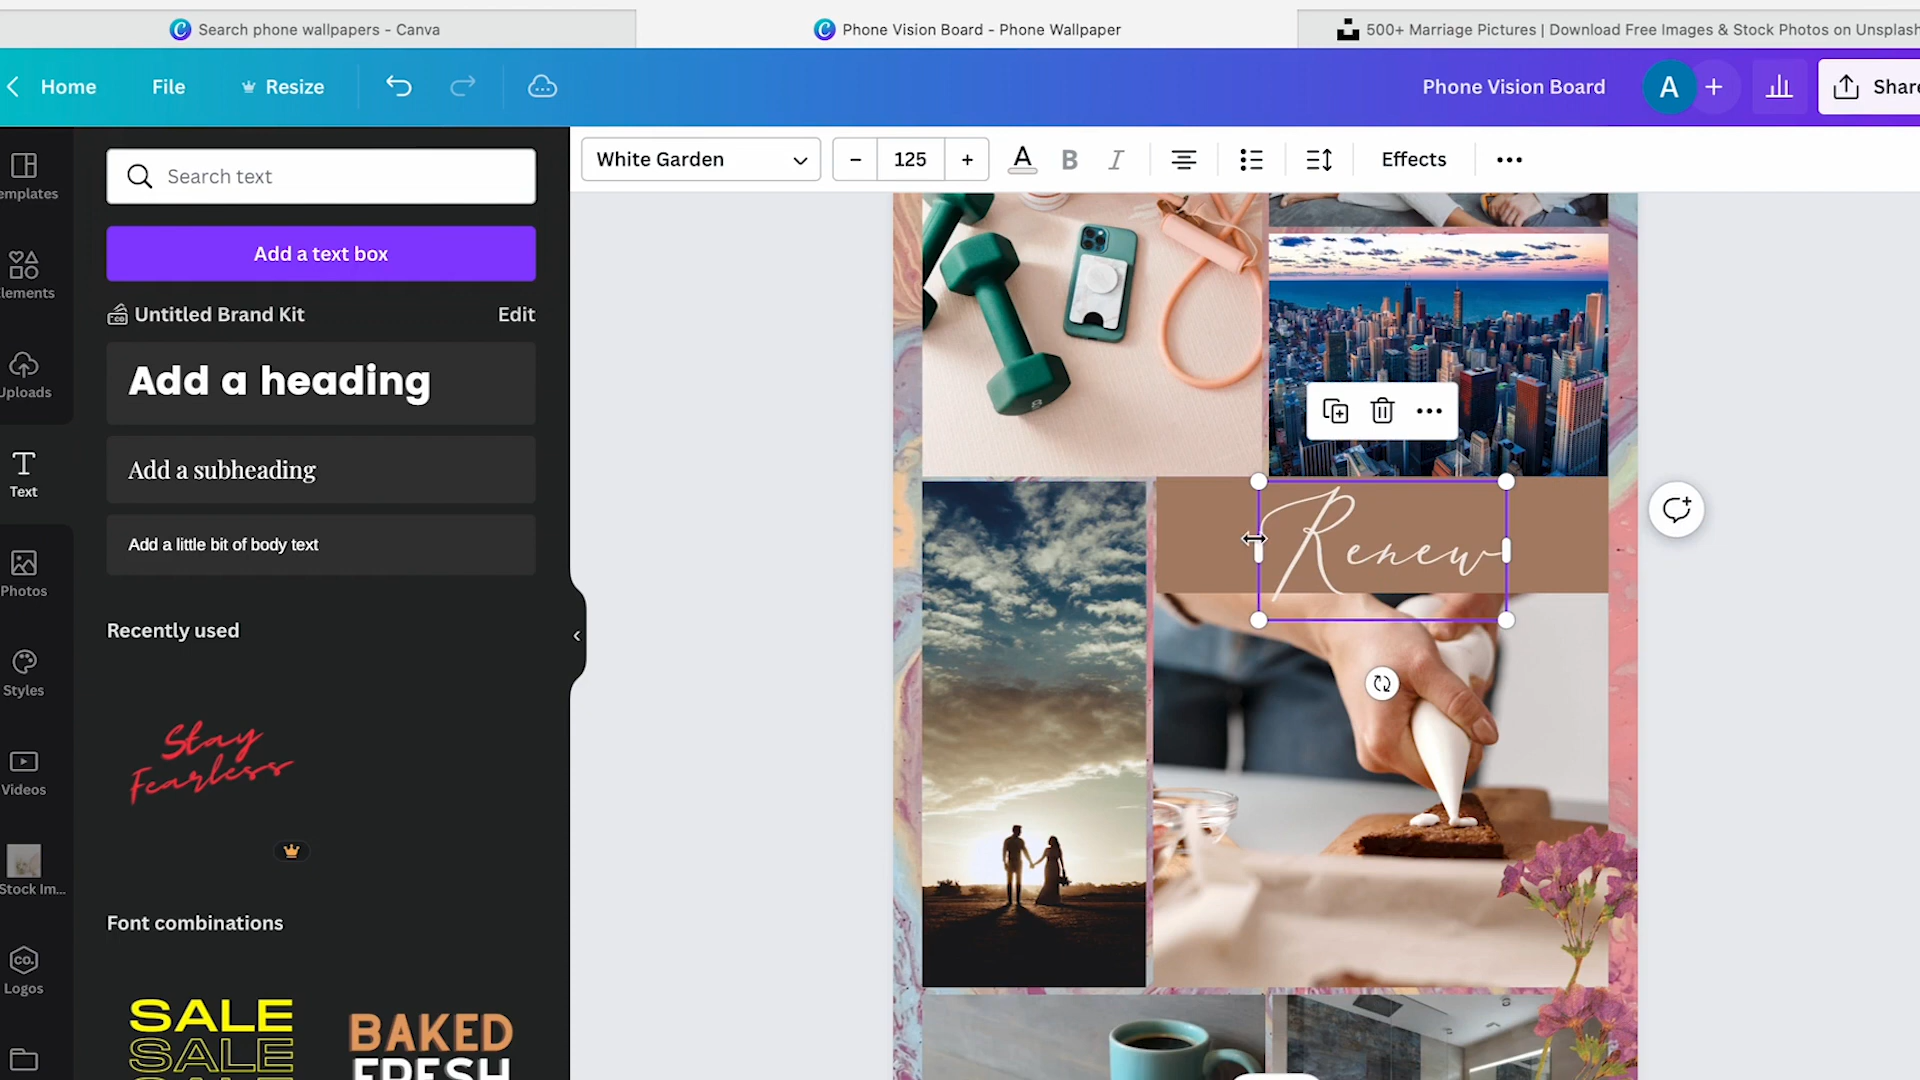 Search phone wallpapers - Canva
Phone Vision Board - Phone Wallpaper
500+ Marriage Pictures | Download Free Images & Stock Photos on Unsplash
Home
File
Resize
Phone Vision Board
A
+
Share
emplates
lements
Uploads
Text
Photos
Styles
Videos
Stock Im...
Logos
Search text
Add a text box
Untitled Brand Kit
Edit
Add a heading
Add a subheading
Add a little bit of body text
Recently used
Stay
Fearless
Font combinations
SALE
SALE
BAKED
FRESH
White Garden
− 125 +
A
B
I
Effects
Renew
8
CO.